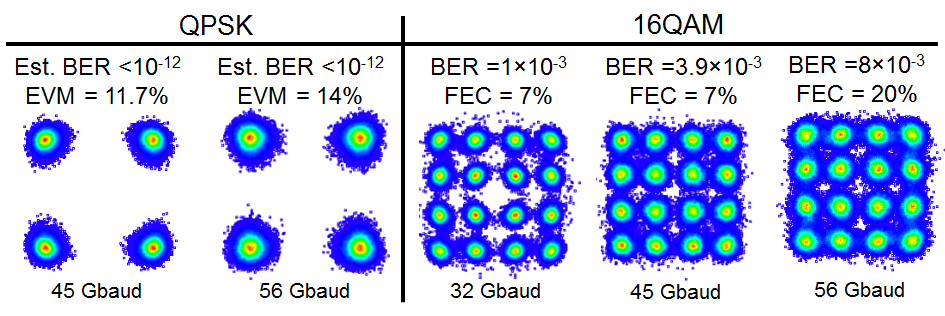 QPSK
16QAM
Est. BER <10⁻¹²
EVM = 11.7%
45 Gbaud
Est. BER <10⁻¹²
EVM = 14%
56 Gbaud
BER =1×10⁻³
FEC = 7%
32 Gbaud
BER =3.9×10⁻³
FEC = 7%
45 Gbaud
BER =8×10⁻³
FEC = 20%
56 Gbaud